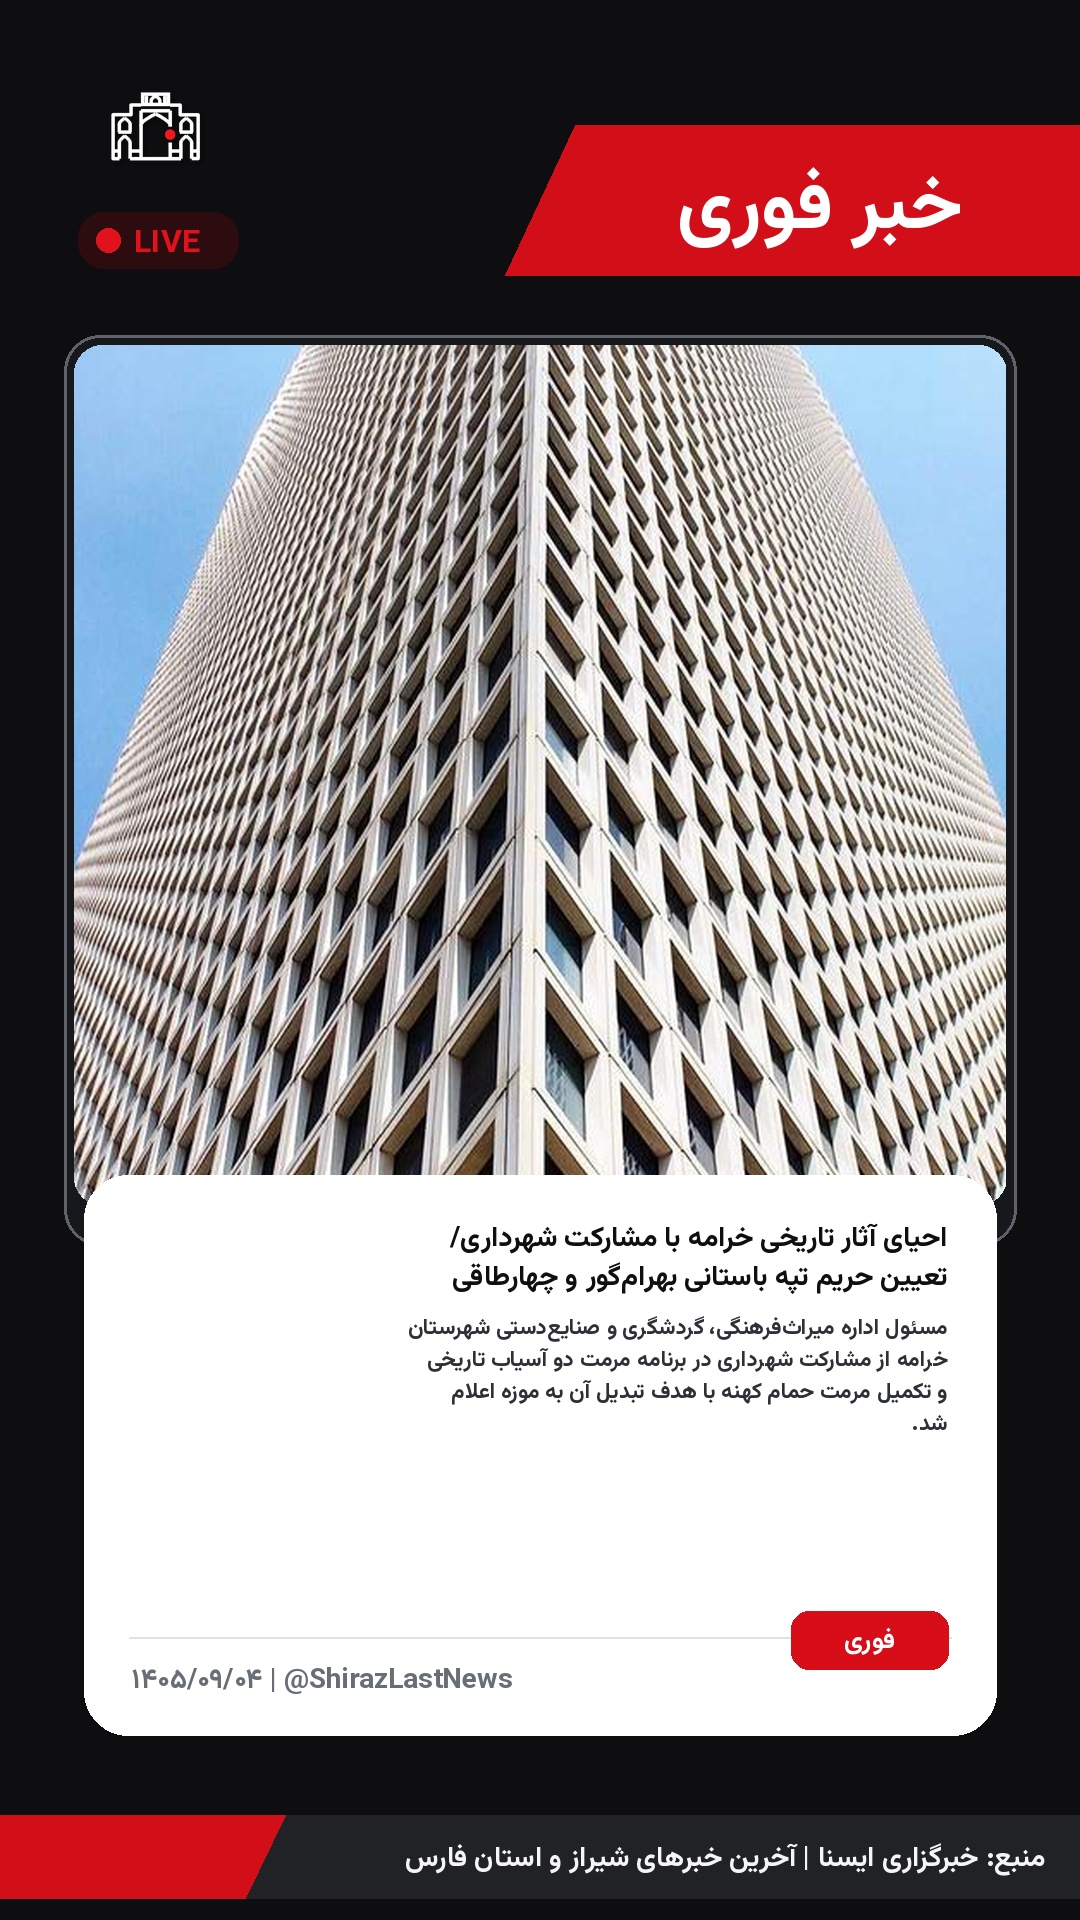 خبر فوری
LIVE
احیای آثار تاریخی خرامه با مشارکت شهرداری/
تعیین حریم تپه باستانی بهرام‌گور و چهارطاقی
مسئول اداره میراث‌فرهنگی، گردشگری و صنایع‌دستی شهرستان
خرامه از مشارکت شهرداری در برنامه مرمت دو آسیاب تاریخی
و تکمیل مرمت حمام کهنه با هدف تبدیل آن به موزه اعلام
شد.
فوری
۱۴۰۵/۰۹/۰۴ | @ShirazLastNews
منبع: خبرگزاری ایسنا | آخرین خبرهای شیراز و استان فارس